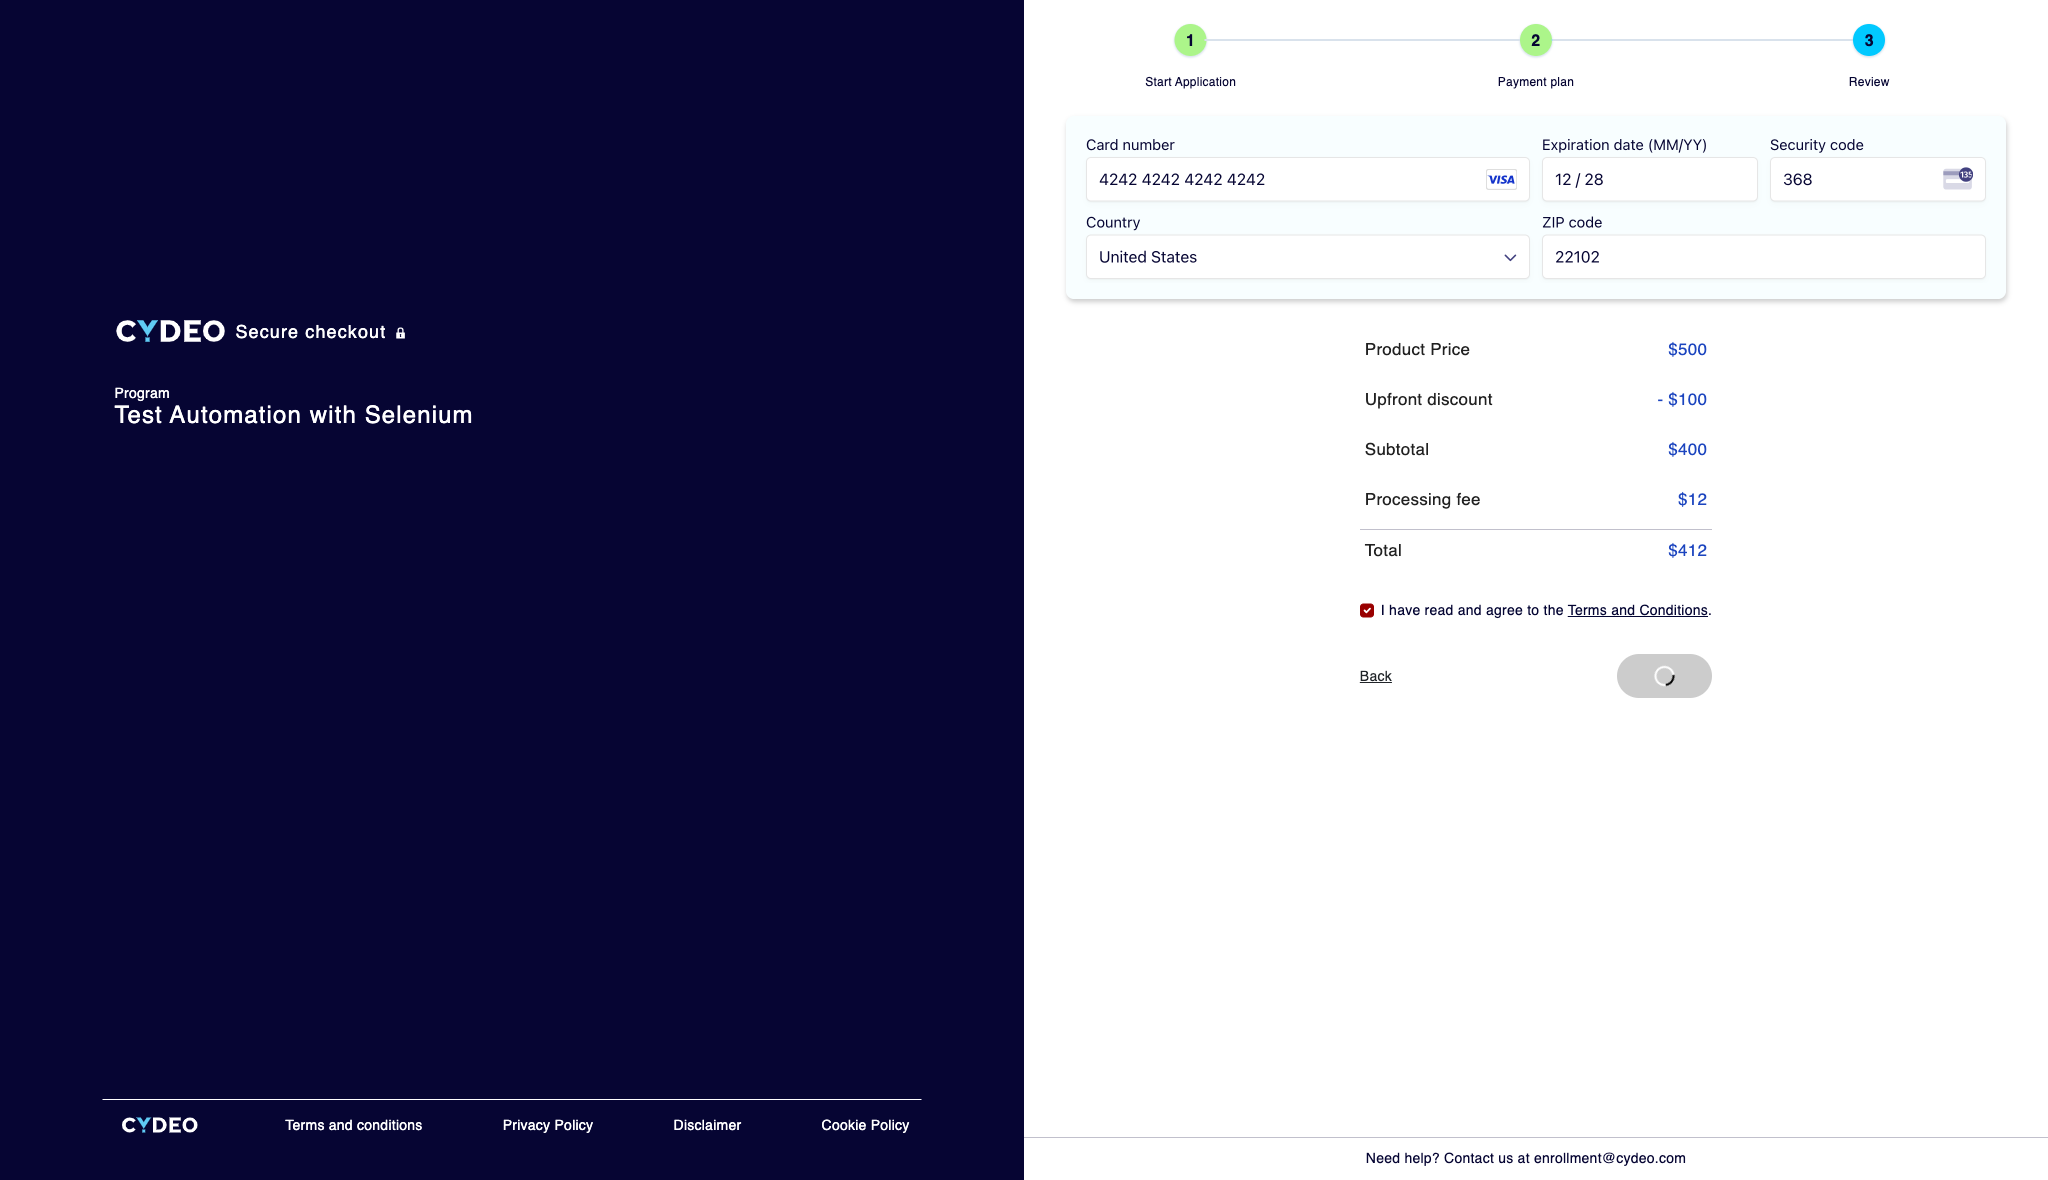 CYDEO Secure checkout
Program
Test Automation with Selenium
CYDEO
Terms and conditions
Privacy Policy
Disclaimer
Cookie Policy
1
2
3
Start Application
Payment plan
Review
Card number
Expiration date (MM/YY)
Security code
4242 4242 4242 4242
VISA
12 / 28
368
135
Country
ZIP code
United States
22102
Product Price $500
Upfront discount - $100
Subtotal $400
Processing fee $12
Total $412
I have read and agree to the Terms and Conditions.
Back
Need help? Contact us at enrollment@cydeo.com